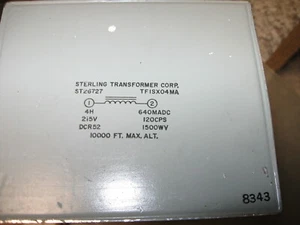 STERLING TRANSFORMER CORP.
ST26727 TF1SX04MA
1 2
4H 640MADC
215V 120CPS
DCR52 1500WV
10000 FT. MAX. ALT.
8343